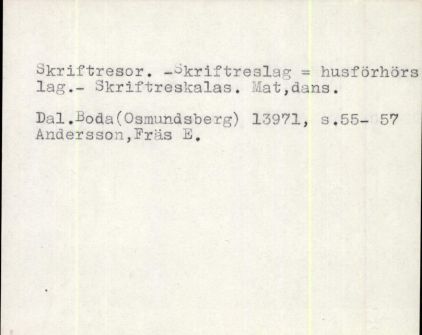 Skriftresor. -Skriftreslag = husförhörs
lag.- Skriftreskalas. Mat,dans.
Dal.Boda(Osmundsberg) 13971, s.55- 57
Andersson,Fräs E.